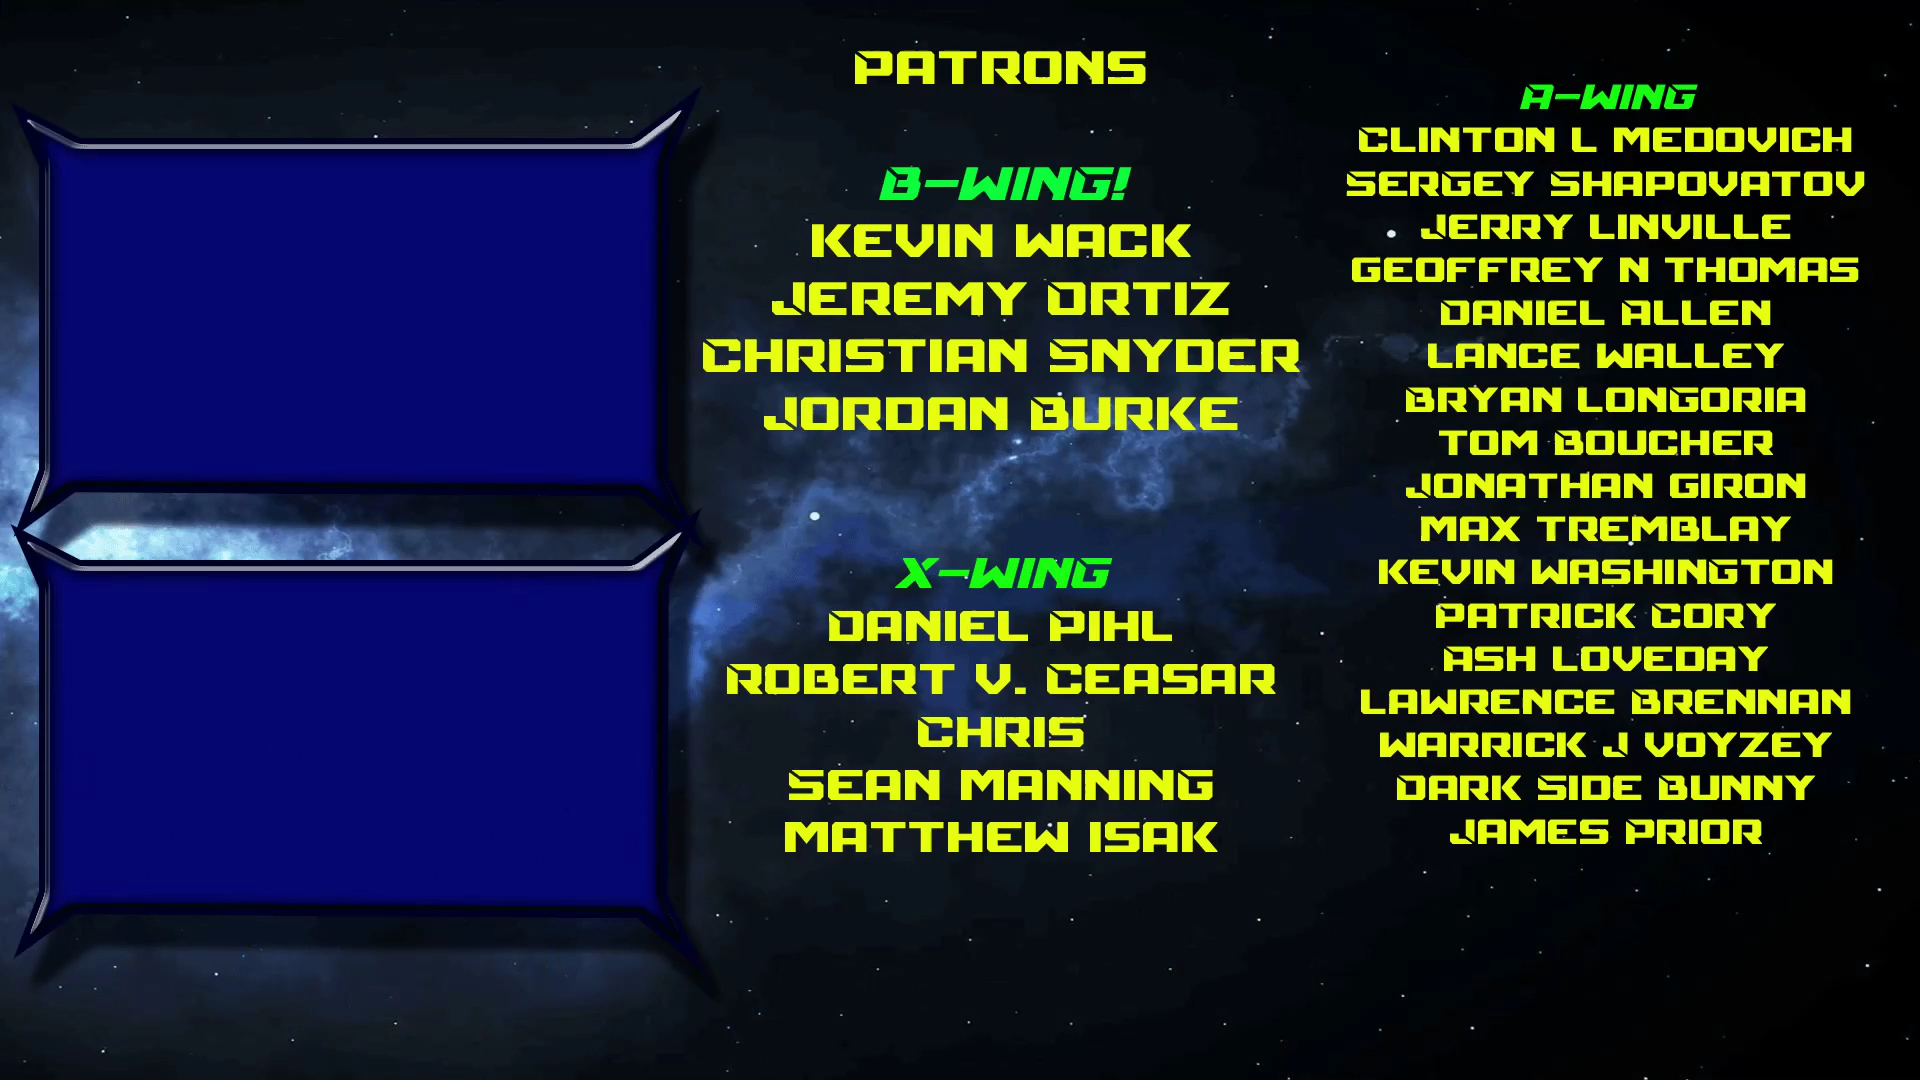 PATRONS
B-WING!
KEVIN WACK
JEREMY ORTIZ
CHRISTIAN SNYDER
JORDAN BURKE
X-WING
DANIEL PIHL
ROBERT V. CEASAR
CHRIS
SEAN MANNING
MATTHEW ISAK
A-WING
CLINTON L MEDOVICH
SERGEY SHAPOVATOV
JERRY LINVILLE
GEOFFREY N THOMAS
DANIEL ALLEN
LANCE WALLEY
BRYAN LONGORIA
TOM BOUCHER
JONATHAN GIRON
MAX TREMBLAY
KEVIN WASHINGTON
PATRICK CORY
ASH LOVEDAY
LAWRENCE BRENNAN
WARRICK J VOYZEY
DARK SIDE BUNNY
JAMES PRIOR